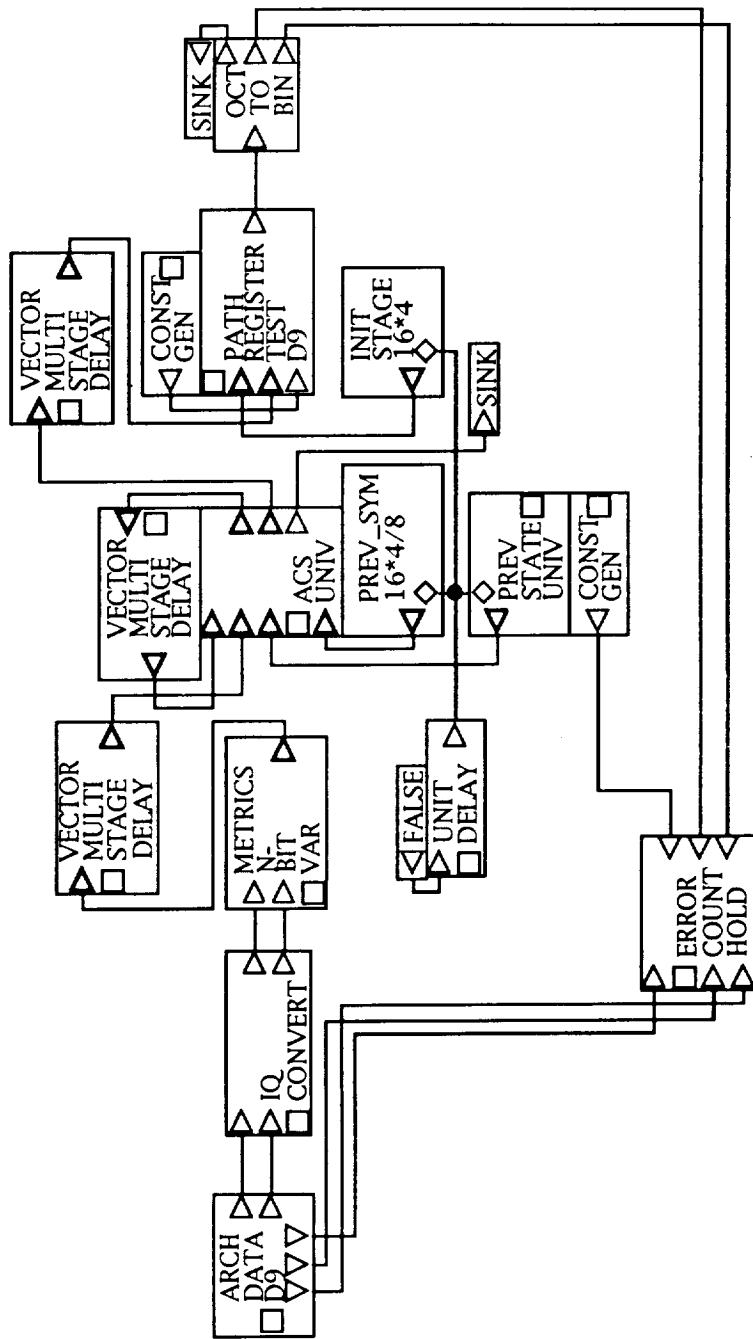 ARCH
DATA
D9
IQ
CONVERT
METRICS
N-
BIT
VAR
VECTOR
MULTI
STAGE
DELAY
VECTOR
MULTI
STAGE
DELAY
ACS
UNIV
PREV_SYM
16*4/8
VECTOR
MULTI
STAGE
DELAY
CONST
GEN
PATH
REGISTER
TEST
D9
SINK
OCT
TO
BIN
INIT
STAGE
16*4
SINK
FALSE
UNIT
DELAY
PREV
STATE
UNIV
CONST
GEN
ERROR
COUNT
HOLD